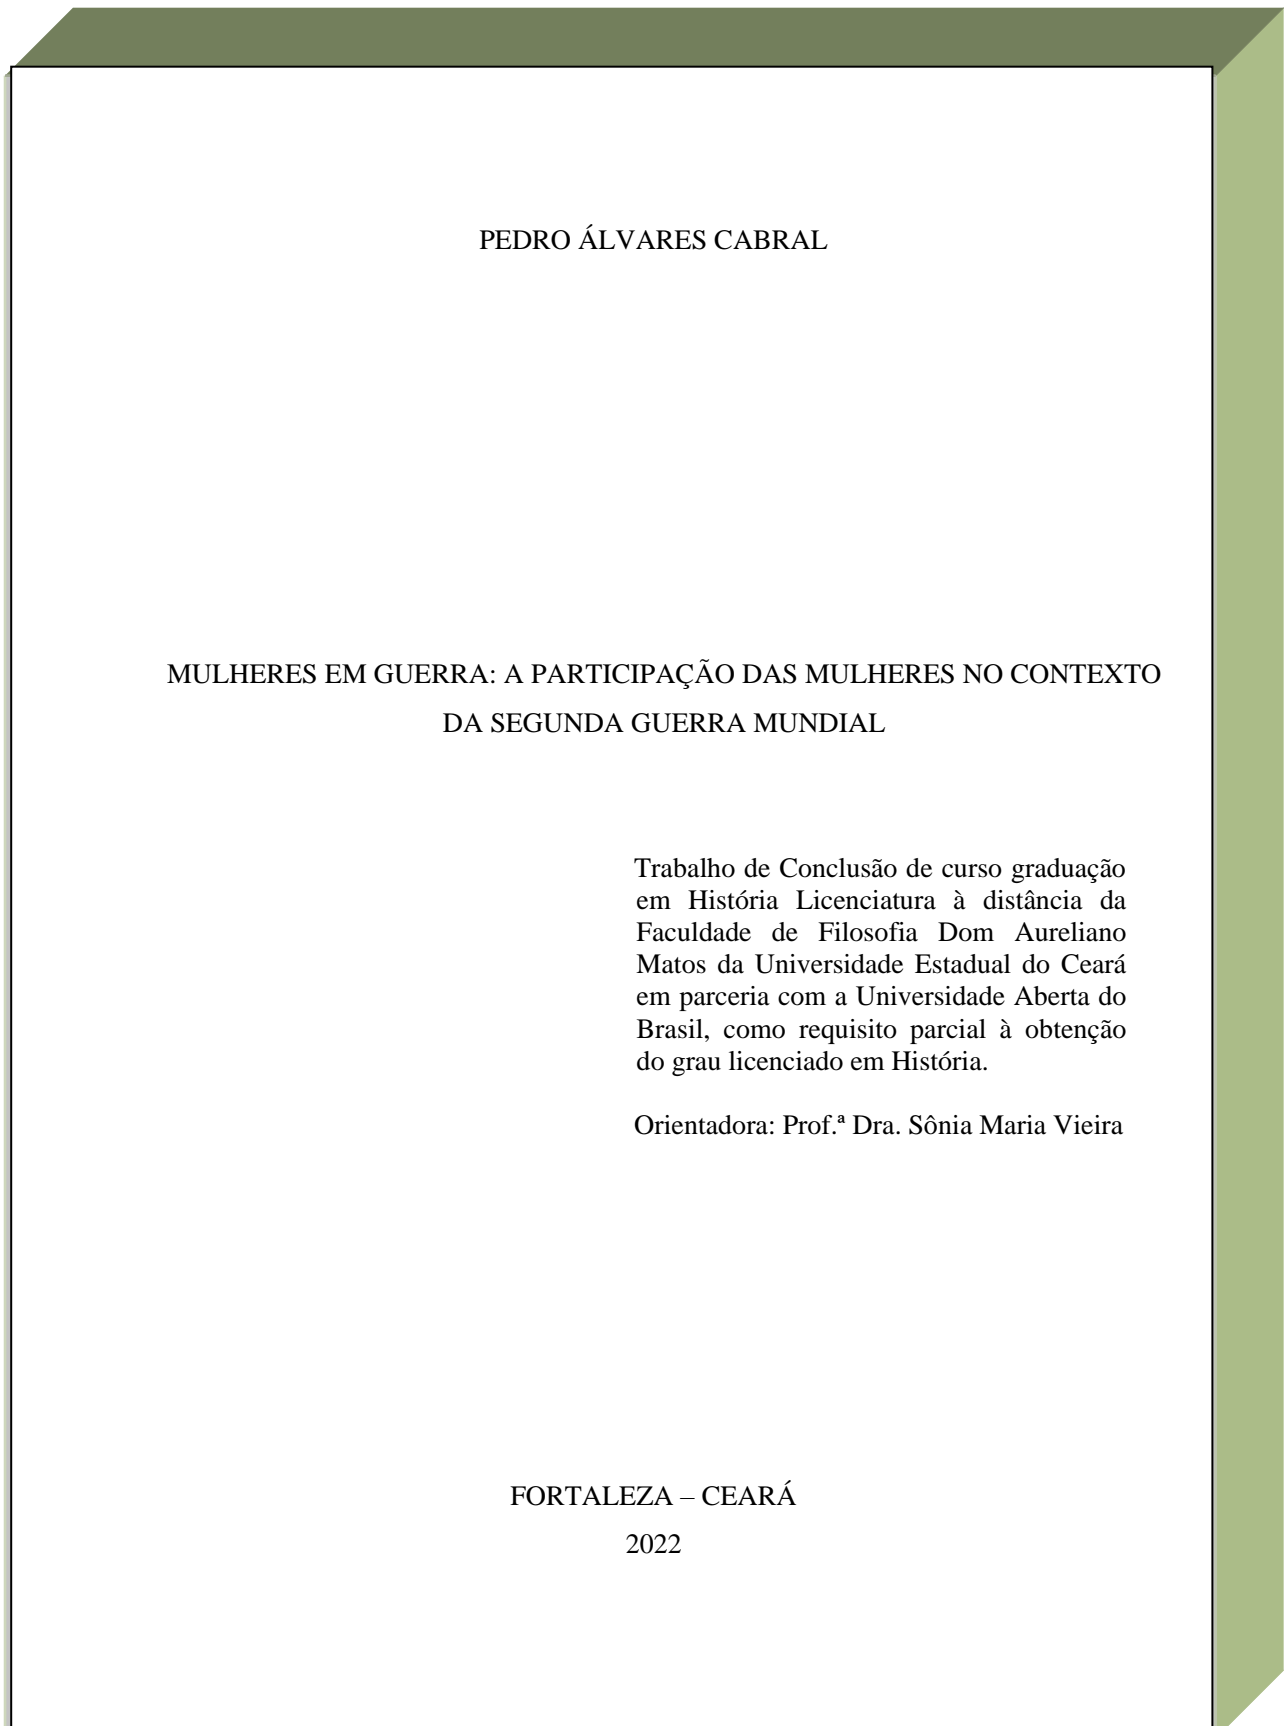 PEDRO ÁLVARES CABRAL
MULHERES EM GUERRA: A PARTICIPAÇÃO DAS MULHERES NO CONTEXTO
DA SEGUNDA GUERRA MUNDIAL
Trabalho de Conclusão de curso graduação
em História Licenciatura à distância da
Faculdade de Filosofia Dom Aureliano
Matos da Universidade Estadual do Ceará
em parceria com a Universidade Aberta do
Brasil, como requisito parcial à obtenção
do grau licenciado em História.
Orientadora: Prof.ª Dra. Sônia Maria Vieira
FORTALEZA – CEARÁ
2022